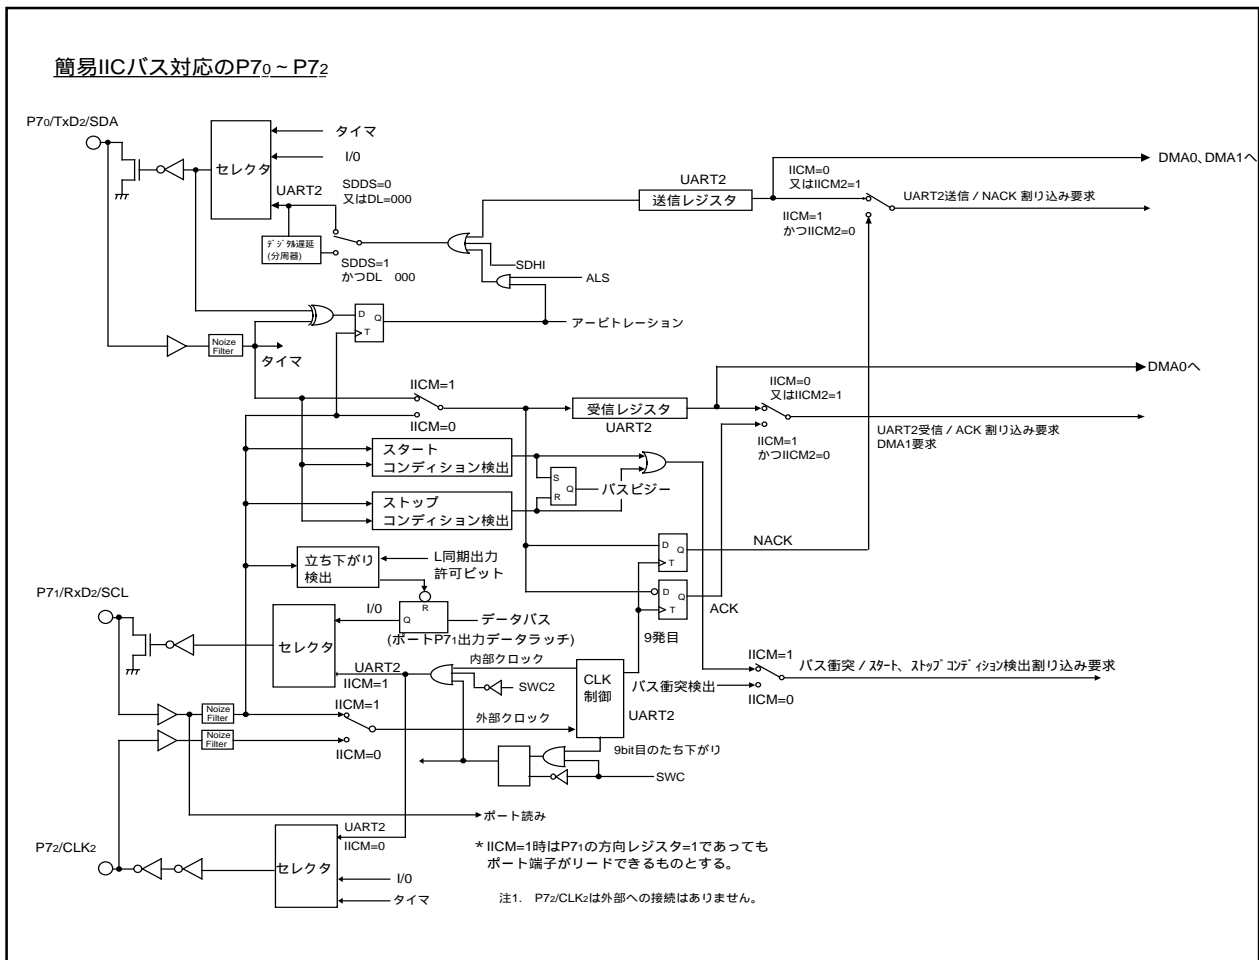 簡易IICバス対応のP70 ~ P72
P70/TxD2/SDA
セレクタ
タイマ
I/0
UART2
SDDS=0
又はDL=000
デジタル遅延
(分周器)
SDDS=1
かつDL 000
SDHI
ALS
UART2
送信レジスタ
IICM=0
又はIICM2=1
IICM=1
かつIICM2=0
DMA0、DMA1へ
UART2送信 / NACK 割り込み要求
D
Q
T
アービトレーション
Noize
Filter
タイマ
IICM=1
IICM=0
受信レジスタ
UART2
DMA0へ
IICM=0
又はIICM2=1
IICM=1
かつIICM2=0
UART2受信 / ACK 割り込み要求
DMA1要求
スタート
コンディション検出
ストップ
コンディション検出
S
Q
R
バスビジー
立ち下がり
検出
L同期出力
許可ビット
D
Q
T
NACK
D
Q
T
ACK
9発目
P71/RxD2/SCL
セレクタ
I/0
R
Q
データバス
(ポートP71出力データラッチ)
UART2
IICM=1
内部クロック
SWC2
CLK
制御
UART2
バス衝突検出
IICM=1
IICM=0
バス衝突 / スタート、ストップ コンディション検出割り込み要求
Noize
Filter
IICM=1
外部クロック
Noize
Filter
IICM=0
9bit目のたち下がり
SWC
ポート読み
P72/CLK2
UART2
IICM=0
セレクタ
I/0
タイマ
* IICM=1時はP71の方向レジスタ=1であっても
ポート端子がリードできるものとする。
注1. P72/CLK2は外部への接続はありません。